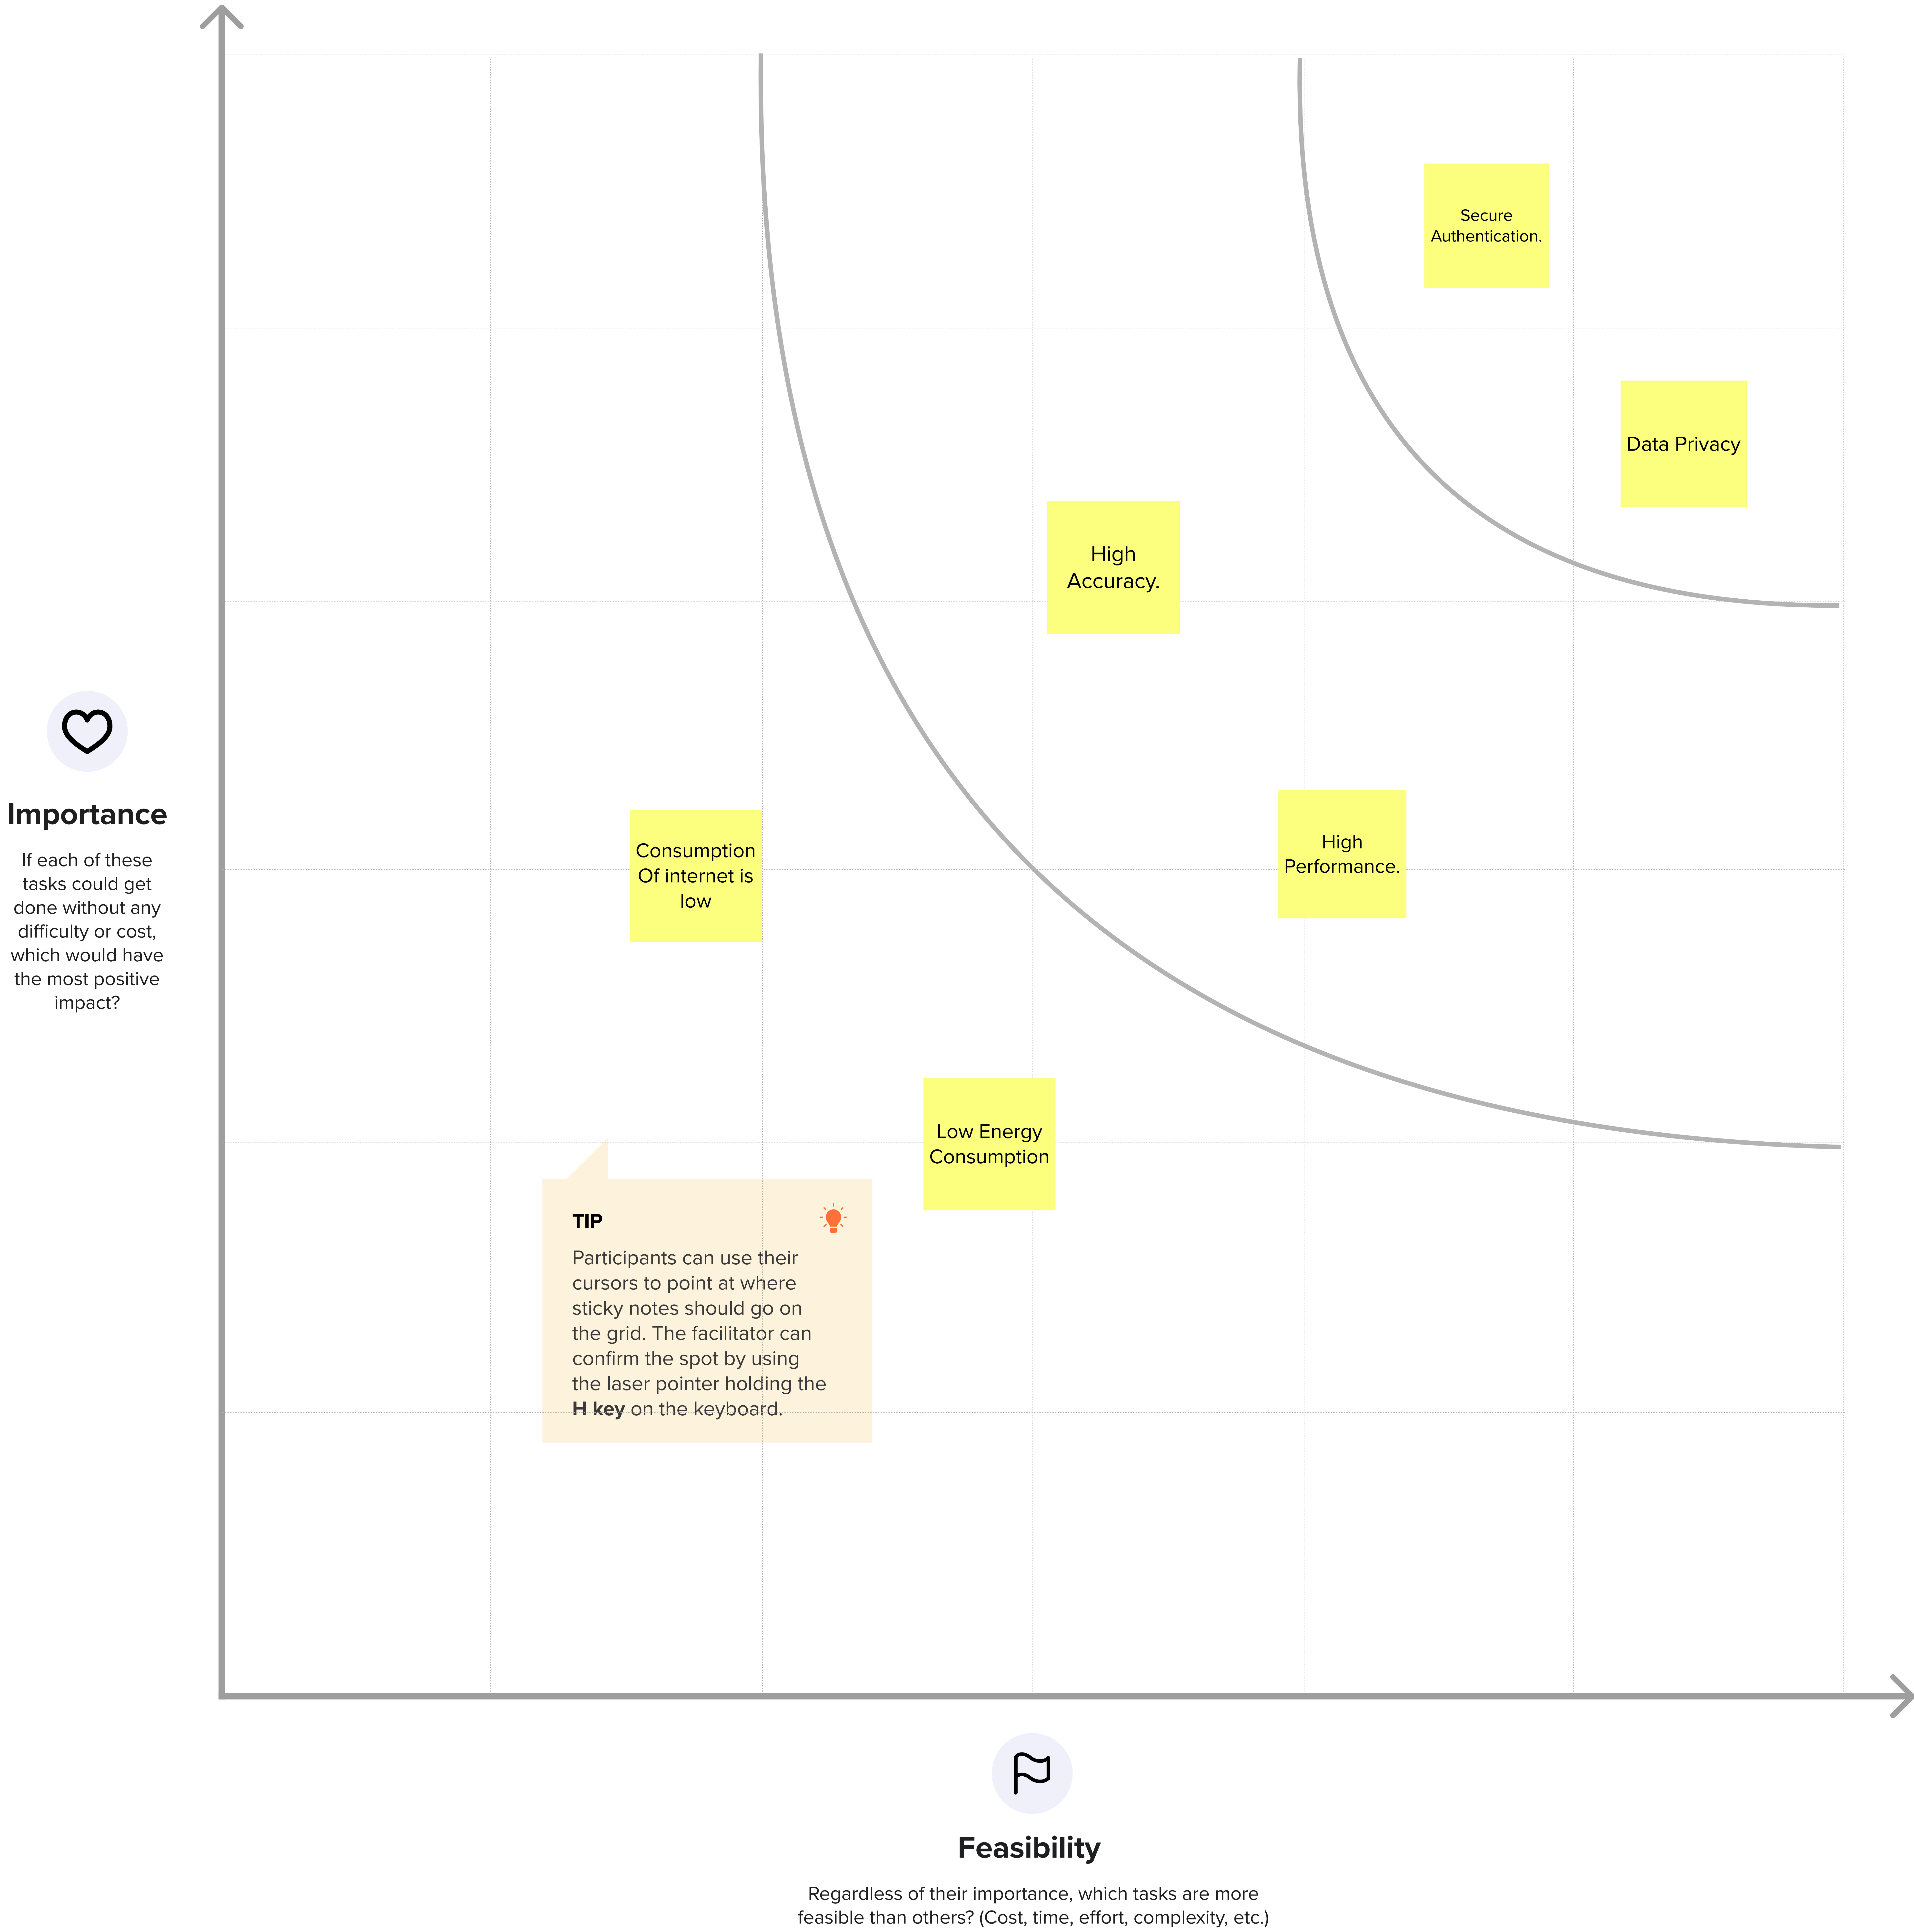 Secure
Authentication.
Data Privacy
High
Accuracy.
Importance
If each of these
tasks could get
done without any
difficulty or cost,
which would have
the most positive
impact?
Consumption
Of internet is
low
High
Performance.
Low Energy
Consumption
TIP
Participants can use their
cursors to point at where
sticky notes should go on
the grid. The facilitator can
confirm the spot by using
the laser pointer holding the
H key on the keyboard.
Feasibility
Regardless of their importance, which tasks are more
feasible than others? (Cost, time, effort, complexity, etc.)